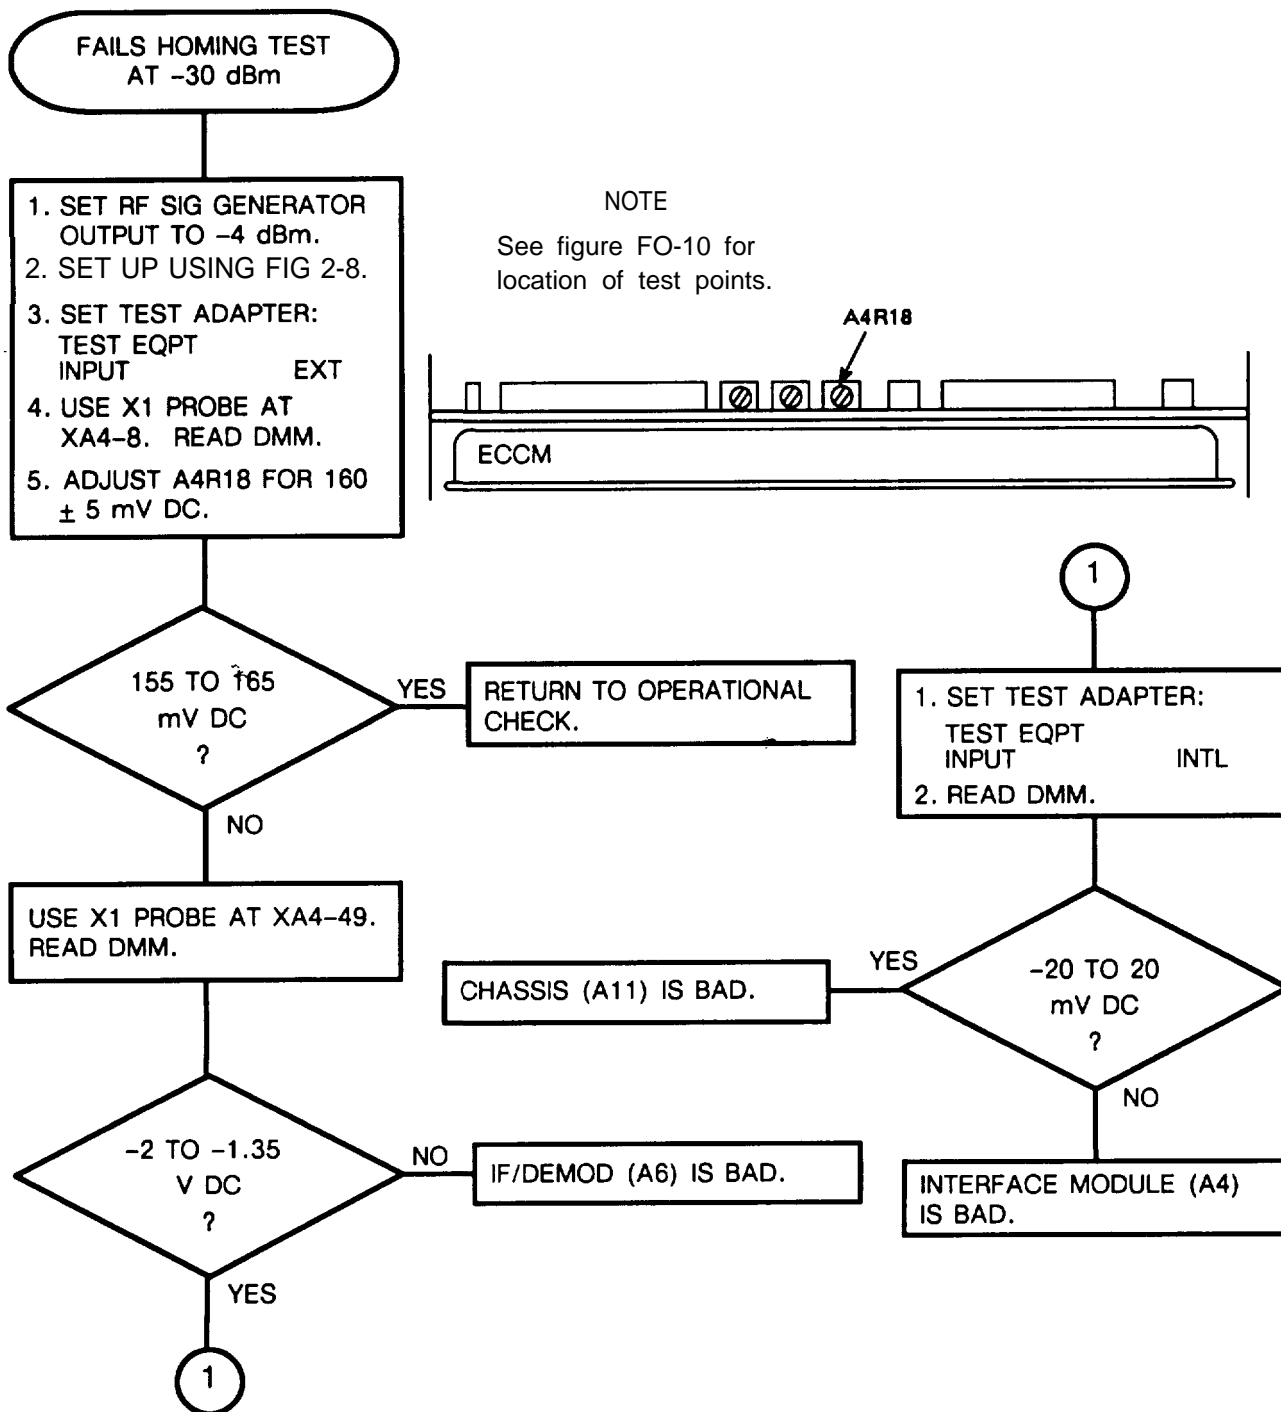 FAILS HOMING TEST
AT -30 dBm
1. SET RF SIG GENERATOR
OUTPUT TO -4 dBm.
2. SET UP USING FIG 2-8.
3. SET TEST ADAPTER:
TEST EQPT
INPUT EXT
4. USE X1 PROBE AT
XA4-8. READ DMM.
5. ADJUST A4R18 FOR 160
± 5 mV DC.
NOTE
See figure FO-10 for
location of test points.
A4R18
ECCM
155 TO 165
mV DC
?
YES
RETURN TO OPERATIONAL
CHECK.
NO
USE X1 PROBE AT XA4-49.
READ DMM.
-2 TO -1.35
V DC
?
NO
IF/DEMOD (A6) IS BAD.
YES
1
1
1. SET TEST ADAPTER:
TEST EQPT
INPUT INTL
2. READ DMM.
-20 TO 20
mV DC
?
YES
CHASSIS (A11) IS BAD.
NO
INTERFACE MODULE (A4)
IS BAD.